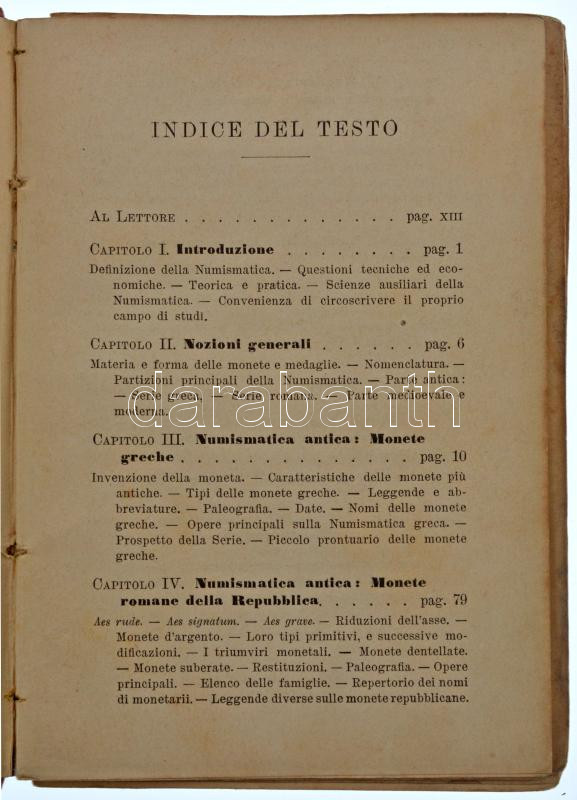 INDICE DEL TESTO
AL LETTORE . . . . . . . . . . . . . pag. XIII
CAPITOLO I. Introduzione . . . . . . . . pag. 1
Definizione della Numismatica. — Questioni tecniche ed eco-
nomiche. — Teorica e pratica. — Scienze ausiliari della
Numismatica. — Convenienza di circoscrivere il proprio
campo di studi.
CAPITOLO II. Nozioni generali . . . . . . pag. 6
Materia e forma delle monete e medaglie. — Nomenclatura. —
Partizioni principali della Numismatica. — Parte antica:
— Serie greca. — Serie romana. — Parte medioevale e
moderna.
darabanth
CAPITOLO III. Numismatica antica: Monete
greche . . . . . . . . . . . . . pag. 10
Invenzione della moneta. — Caratteristiche delle monete più
antiche. — Tipi delle monete greche. — Leggende e ab-
breviature. — Paleografia. — Date. — Nomi delle monete
greche. — Opere principali sulla Numismatica greca. —
Prospetto della Serie. — Piccolo prontuario delle monete
greche.
CAPITOLO IV. Numismatica antica: Monete
romane della Repubblica. . . . . . pag. 79
Aes rude. — Aes signatum. — Aes grave. — Riduzioni dell'asse. —
Monete d'argento. — Loro tipi primitivi, e successive mo-
dificazioni. — I triumviri monetali. — Monete dentellate.
— Monete suberate. — Restituzioni. — Paleografia. — Opere
principali. — Elenco delle famiglie. — Repertorio dei nomi
di monetarii. — Leggende diverse sulle monete repubblicane.